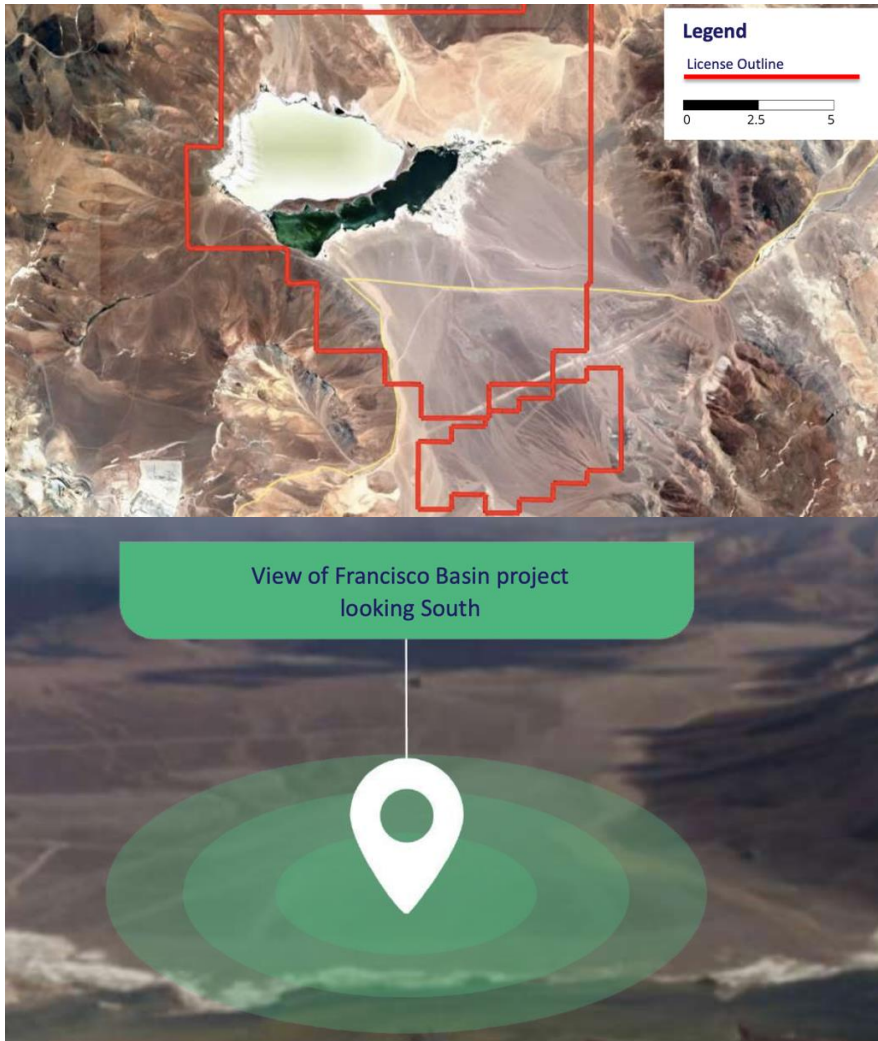 Legend
License Outline
0 2.5 5
View of Francisco Basin project
looking South